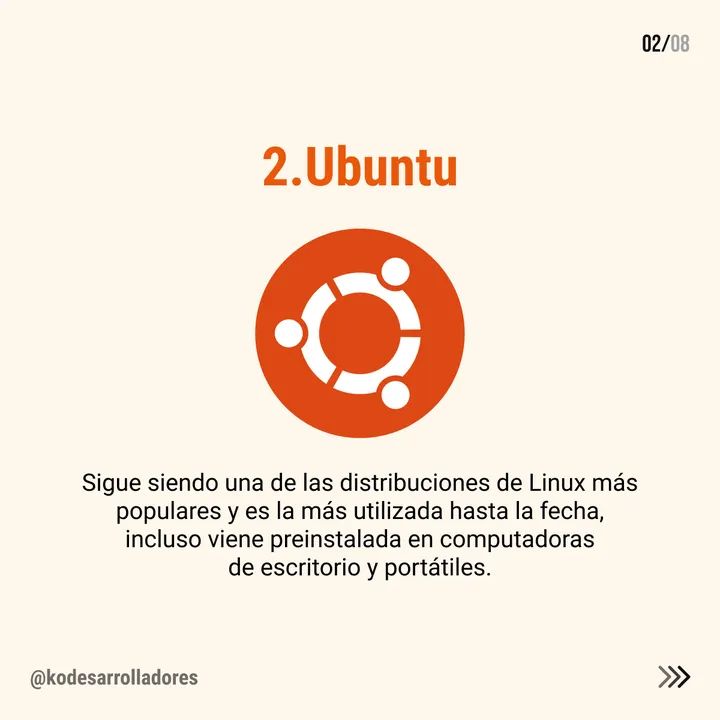 02/08
2.Ubuntu
Sigue siendo una de las distribuciones de Linux más
populares y es la más utilizada hasta la fecha,
incluso viene preinstalada en computadoras
de escritorio y portátiles.
@kodesarrolladores